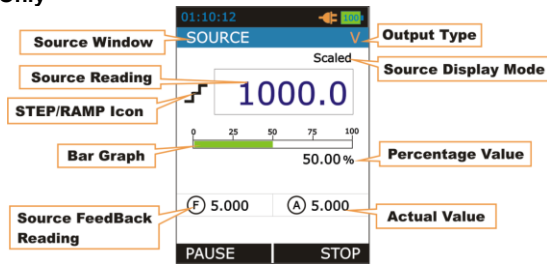 Only
01:10:12
100
SOURCE V
Scaled
1000.0
0 25 50 75 100
50.00 %
F 5.000 A 5.000
PAUSE STOP
Source Window
Source Reading
STEP/RAMP Icon
Bar Graph
Source FeedBack
Reading
Output Type
Source Display Mode
Percentage Value
Actual Value